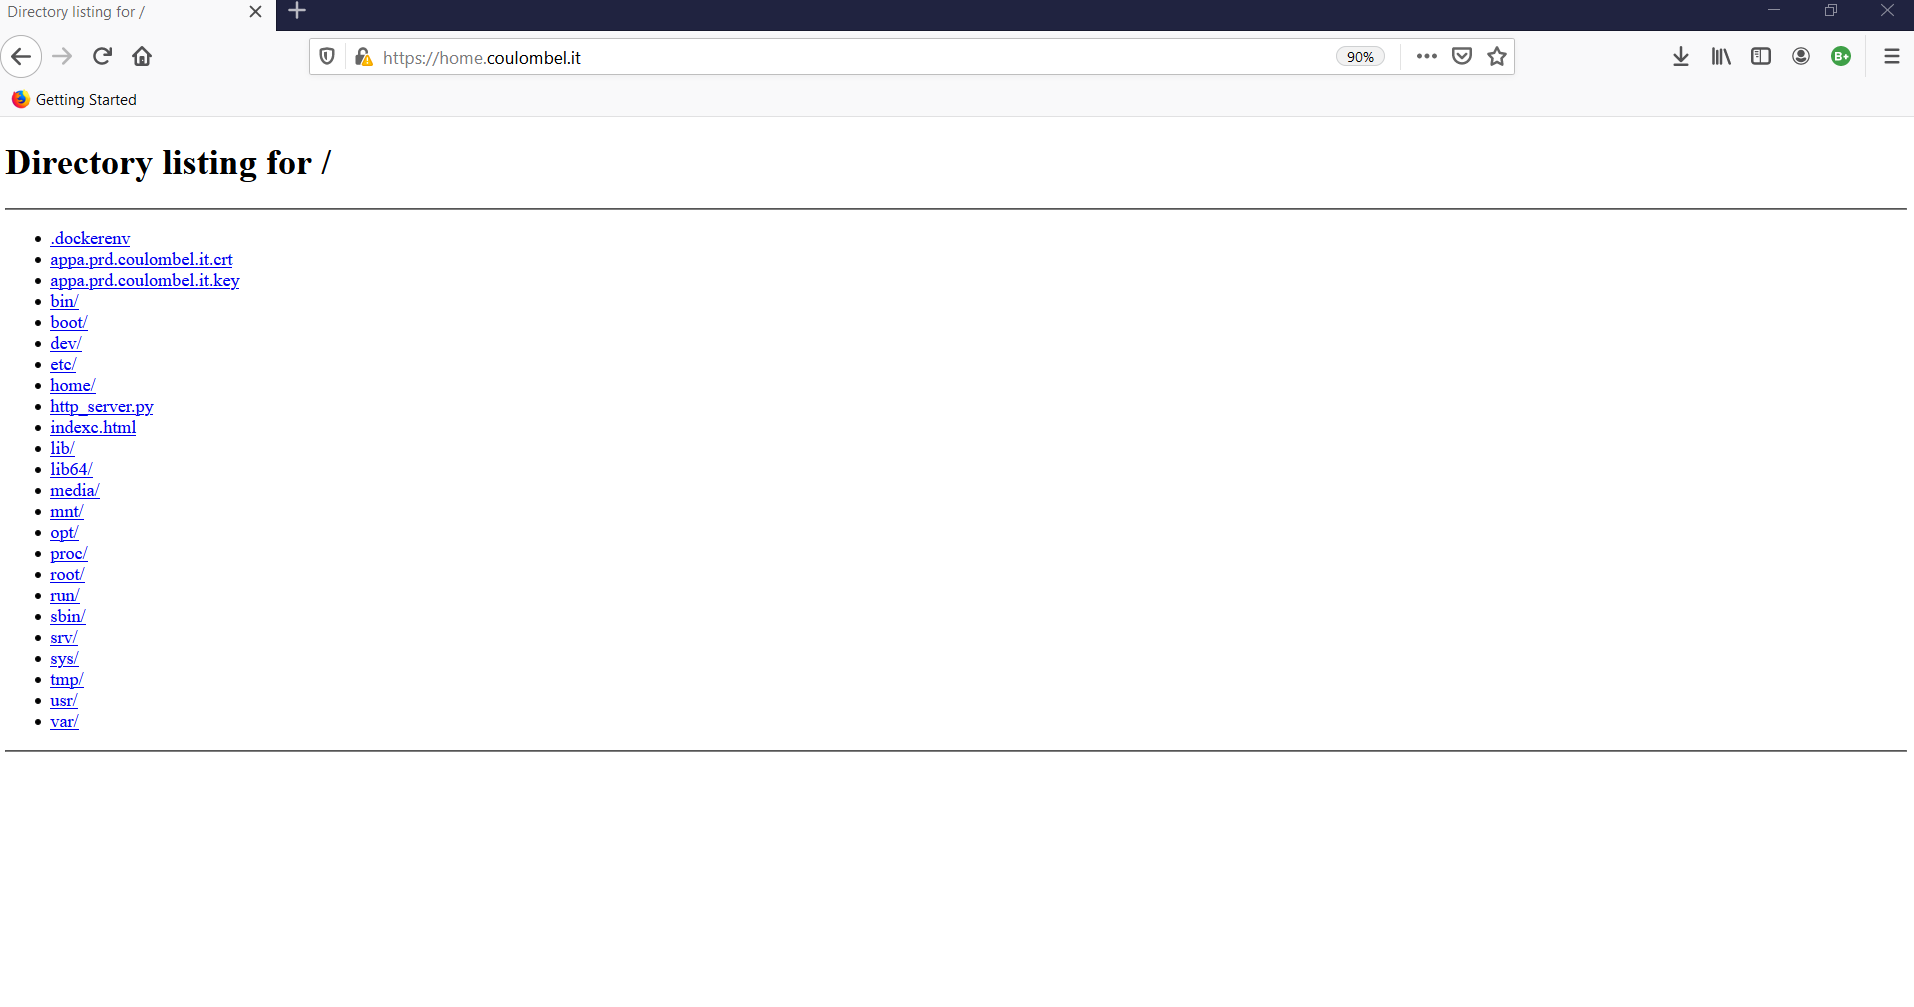 Directory listing for /
https://home.coulombel.it
90%
B+
Getting Started
Directory listing for /
.dockerenv
appa.prd.coulombel.it.crt
appa.prd.coulombel.it.key
bin/
boot/
dev/
etc/
home/
http_server.py
indexc.html
lib/
lib64/
media/
mnt/
opt/
proc/
root/
run/
sbin/
srv/
sys/
tmp/
usr/
var/